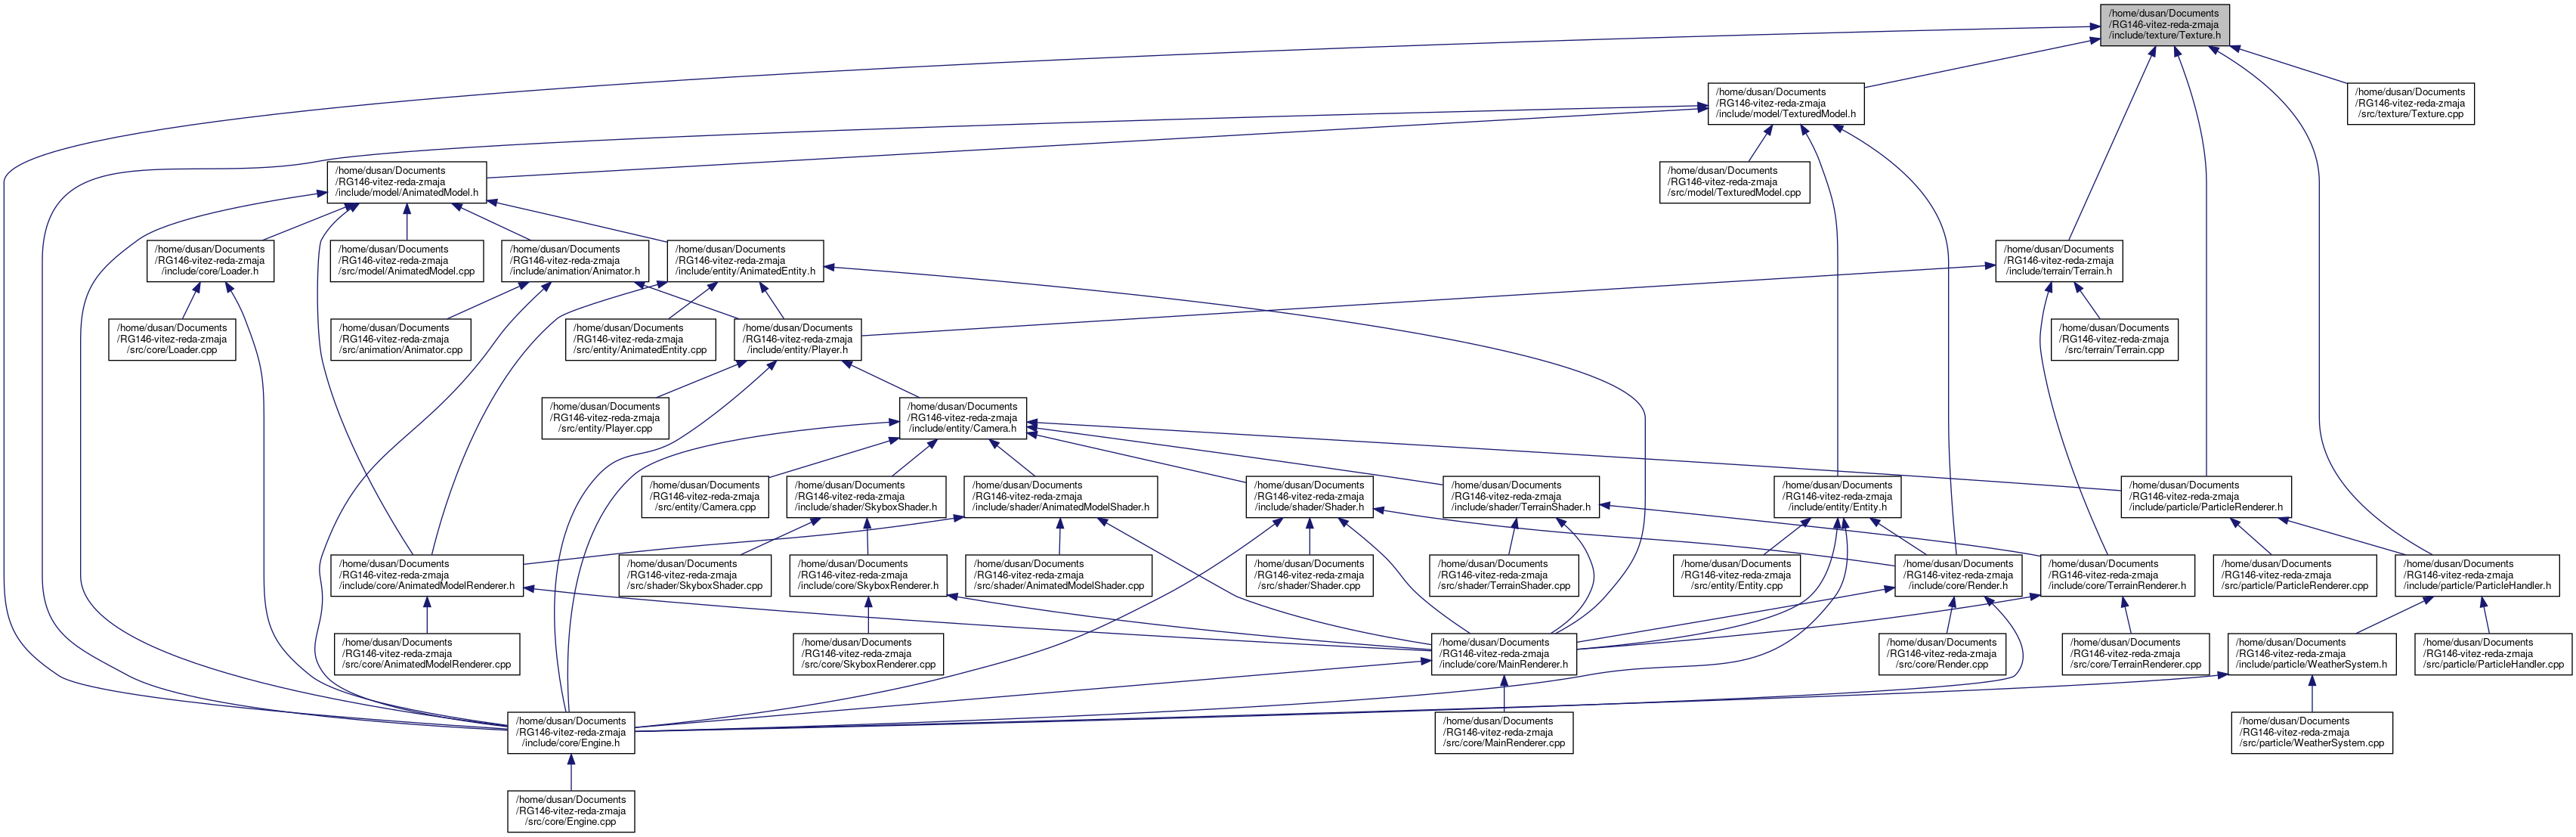 /home/dusan/Documents
/RG146-vitez-reda-zmaja
/include/texture/Texture.h
/home/dusan/Documents
/RG146-vitez-reda-zmaja
/include/model/TexturedModel.h
/home/dusan/Documents
/RG146-vitez-reda-zmaja
/src/texture/Texture.cpp
/home/dusan/Documents
/RG146-vitez-reda-zmaja
/include/model/AnimatedModel.h
/home/dusan/Documents
/RG146-vitez-reda-zmaja
/src/model/TexturedModel.cpp
/home/dusan/Documents
/RG146-vitez-reda-zmaja
/include/core/Loader.h
/home/dusan/Documents
/RG146-vitez-reda-zmaja
/src/model/AnimatedModel.cpp
/home/dusan/Documents
/RG146-vitez-reda-zmaja
/include/animation/Animator.h
/home/dusan/Documents
/RG146-vitez-reda-zmaja
/include/entity/AnimatedEntity.h
/home/dusan/Documents
/RG146-vitez-reda-zmaja
/include/terrain/Terrain.h
/home/dusan/Documents
/RG146-vitez-reda-zmaja
/src/core/Loader.cpp
/home/dusan/Documents
/RG146-vitez-reda-zmaja
/src/animation/Animator.cpp
/home/dusan/Documents
/RG146-vitez-reda-zmaja
/src/entity/AnimatedEntity.cpp
/home/dusan/Documents
/RG146-vitez-reda-zmaja
/include/entity/Player.h
/home/dusan/Documents
/RG146-vitez-reda-zmaja
/src/terrain/Terrain.cpp
/home/dusan/Documents
/RG146-vitez-reda-zmaja
/src/entity/Player.cpp
/home/dusan/Documents
/RG146-vitez-reda-zmaja
/include/entity/Camera.h
/home/dusan/Documents
/RG146-vitez-reda-zmaja
/src/entity/Camera.cpp
/home/dusan/Documents
/RG146-vitez-reda-zmaja
/include/shader/SkyboxShader.h
/home/dusan/Documents
/RG146-vitez-reda-zmaja
/include/shader/AnimatedModelShader.h
/home/dusan/Documents
/RG146-vitez-reda-zmaja
/include/shader/Shader.h
/home/dusan/Documents
/RG146-vitez-reda-zmaja
/include/shader/TerrainShader.h
/home/dusan/Documents
/RG146-vitez-reda-zmaja
/include/entity/Entity.h
/home/dusan/Documents
/RG146-vitez-reda-zmaja
/include/particle/ParticleRenderer.h
/home/dusan/Documents
/RG146-vitez-reda-zmaja
/include/core/AnimatedModelRenderer.h
/home/dusan/Documents
/RG146-vitez-reda-zmaja
/src/shader/SkyboxShader.cpp
/home/dusan/Documents
/RG146-vitez-reda-zmaja
/include/core/SkyboxRenderer.h
/home/dusan/Documents
/RG146-vitez-reda-zmaja
/src/shader/AnimatedModelShader.cpp
/home/dusan/Documents
/RG146-vitez-reda-zmaja
/src/shader/Shader.cpp
/home/dusan/Documents
/RG146-vitez-reda-zmaja
/src/shader/TerrainShader.cpp
/home/dusan/Documents
/RG146-vitez-reda-zmaja
/src/entity/Entity.cpp
/home/dusan/Documents
/RG146-vitez-reda-zmaja
/include/core/Render.h
/home/dusan/Documents
/RG146-vitez-reda-zmaja
/include/core/TerrainRenderer.h
/home/dusan/Documents
/RG146-vitez-reda-zmaja
/src/particle/ParticleRenderer.cpp
/home/dusan/Documents
/RG146-vitez-reda-zmaja
/include/particle/ParticleHandler.h
/home/dusan/Documents
/RG146-vitez-reda-zmaja
/src/core/AnimatedModelRenderer.cpp
/home/dusan/Documents
/RG146-vitez-reda-zmaja
/src/core/SkyboxRenderer.cpp
/home/dusan/Documents
/RG146-vitez-reda-zmaja
/include/core/MainRenderer.h
/home/dusan/Documents
/RG146-vitez-reda-zmaja
/src/core/Render.cpp
/home/dusan/Documents
/RG146-vitez-reda-zmaja
/src/core/TerrainRenderer.cpp
/home/dusan/Documents
/RG146-vitez-reda-zmaja
/include/particle/WeatherSystem.h
/home/dusan/Documents
/RG146-vitez-reda-zmaja
/src/particle/ParticleHandler.cpp
/home/dusan/Documents
/RG146-vitez-reda-zmaja
/include/core/Engine.h
/home/dusan/Documents
/RG146-vitez-reda-zmaja
/src/core/MainRenderer.cpp
/home/dusan/Documents
/RG146-vitez-reda-zmaja
/src/particle/WeatherSystem.cpp
/home/dusan/Documents
/RG146-vitez-reda-zmaja
/src/core/Engine.cpp